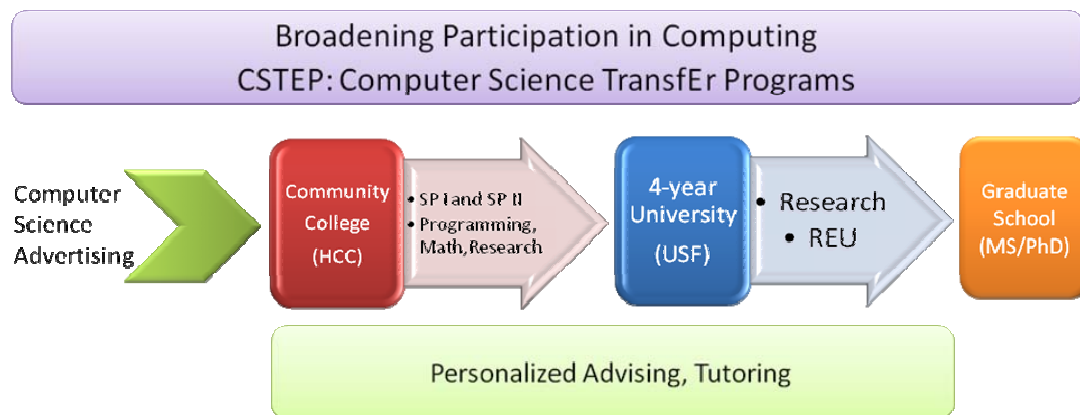 Broadening Participation in Computing
CSTEP: Computer Science TransfEr Programs
Computer
Science
Advertising
Community
College
(HCC)
• SP I and SP II
• Programming,
Math, Research
4-year
University
(USF)
• Research
• REU
Graduate
School
(MS/PhD)
Personalized Advising, Tutoring